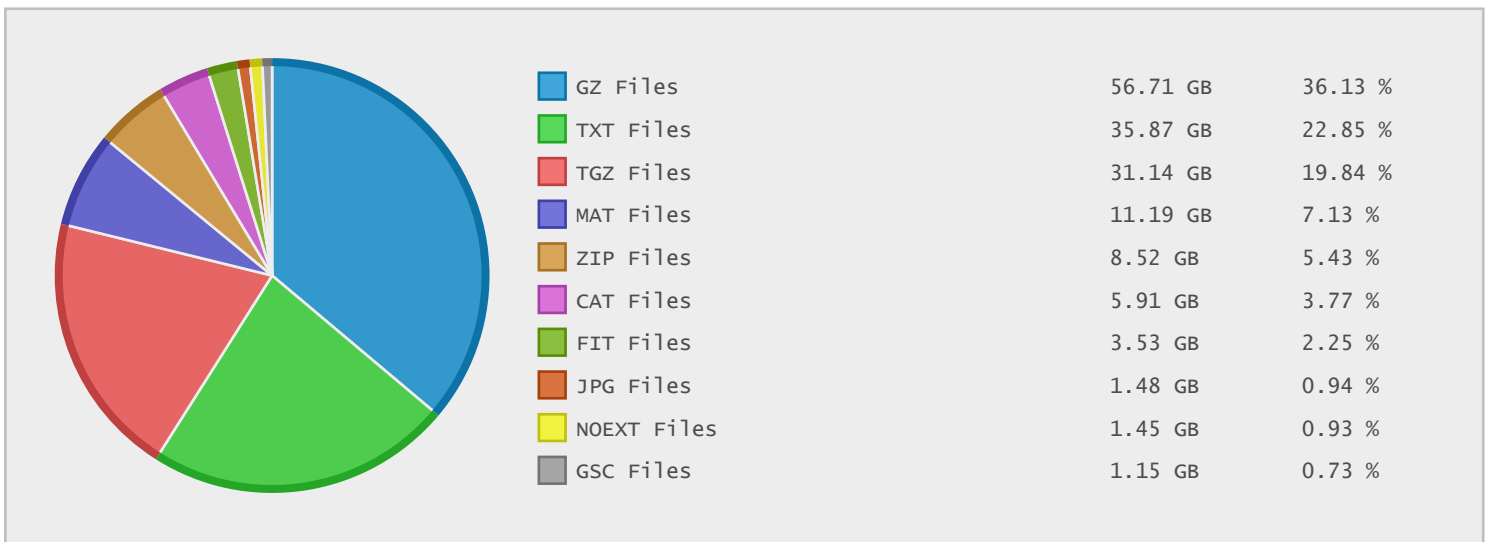 GZ Files 56.71 GB 36.13 %
TXT Files 35.87 GB 22.85 %
TGZ Files 31.14 GB 19.84 %
MAT Files 11.19 GB 7.13 %
ZIP Files 8.52 GB 5.43 %
CAT Files 5.91 GB 3.77 %
FIT Files 3.53 GB 2.25 %
JPG Files 1.48 GB 0.94 %
NOEXT Files 1.45 GB 0.93 %
GSC Files 1.15 GB 0.73 %